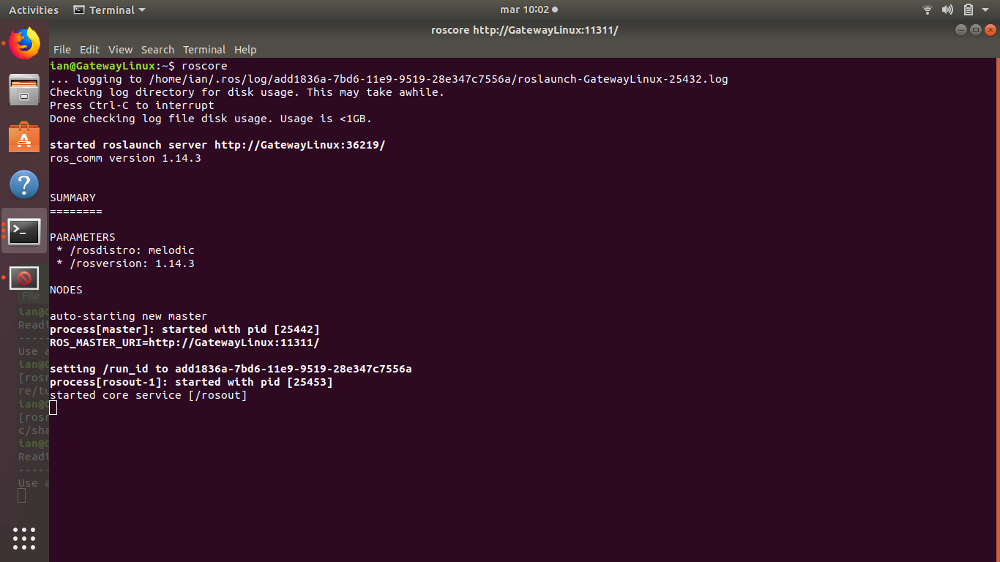 Activities Terminal mar 10:02
roscore http://GatewayLinux:11311/
File Edit View Search Terminal Help
ian@GatewayLinux:~$ roscore
... logging to /home/ian/.ros/log/add1836a-7bd6-11e9-9519-28e347c7556a/roslaunch-GatewayLinux-25432.log
Checking log directory for disk usage. This may take awhile.
Press Ctrl-C to interrupt
Done checking log file disk usage. Usage is <1GB.
started roslaunch server http://GatewayLinux:36219/
ros_comm version 1.14.3
SUMMARY
========
PARAMETERS
* /rosdistro: melodic
* /rosversion: 1.14.3
NODES
auto-starting new master
process[master]: started with pid [25442]
ROS_MASTER_URI=http://GatewayLinux:11311/
setting /run_id to add1836a-7bd6-11e9-9519-28e347c7556a
process[rosout-1]: started with pid [25453]
started core service [/rosout]
File
ian@
Readi
-----
Use a
ian@
[rosr
re/tu
ian@
[rosr
c/sha
ian@
Readi
-----
Use a